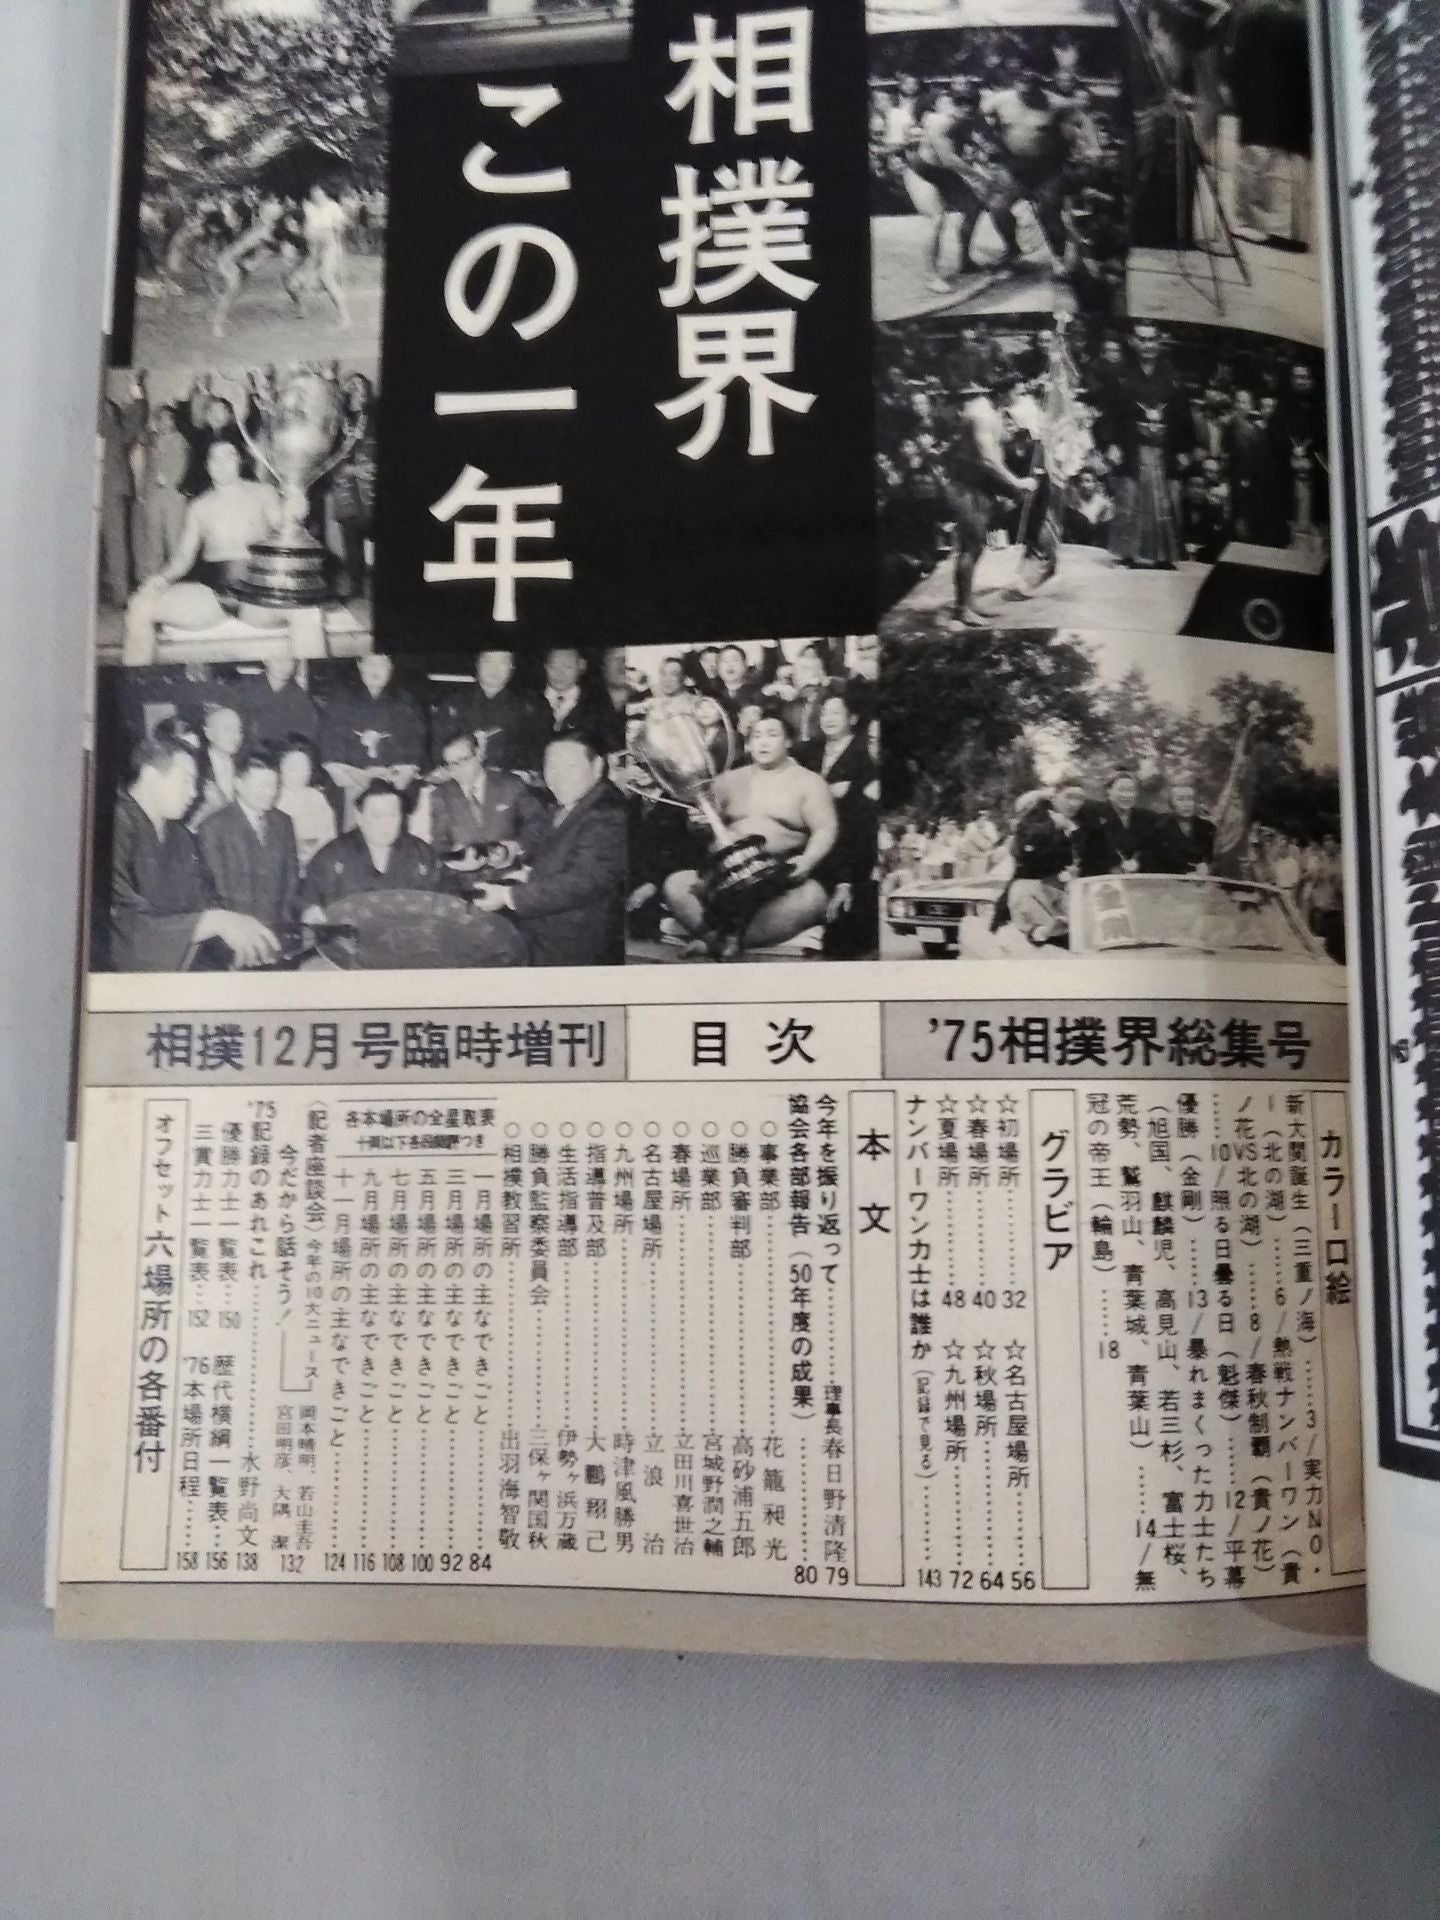 相撲界
この一年
'75相撲界総集号
目次
相撲12月号臨時増刊
カラー口絵
新大関誕生（三重ノ海）……3／実力NO.
1（北の湖）……6／熱戦ナンバーワン（貴
ノ花VS北の湖）……8／春秋制覇（貴ノ花）
……10／照る日曇る日（魁傑）……12／平幕
優勝（金剛）……13／暴れまくった力士たち
（旭国、麒麟児、高見山、若三杉、富士桜、
荒勢、鷲羽山、青葉城、青葉山）……14／無
冠の帝王（輪島）……18
グラビア
☆初場所……32　☆名古屋場所……56
☆春場所……40　☆秋場所……64
☆夏場所……48　☆九州場所……72
ナンバーワン力士は誰か（記録で見る）……143
本文
今年を振り返って……理事長 春日野清隆 79
協会各部報告（50年度の成果）……80
○事業部……花籠昶光
○勝負審判部……高砂浦五郎
○巡業部……宮城野潤之輔
○春場所……立田川喜世治
○名古屋場所……立浪治
○九州場所……時津風勝男
○指導普及部……大鵬翔己
○生活指導部……伊勢ヶ浜万蔵
○勝負監察委員会……三保ヶ関国秋
○相撲教習所……出羽海智敬
各本場所の全星取表
十両以下各段優勝つき
一月場所の主なできごと……84
三月場所の主なできごと……92
五月場所の主なできごと……100
七月場所の主なできごと……108
九月場所の主なできごと……116
十一月場所の主なできごと……124
〈記者座談会〉今年の10大ニュース
今だから話そう！
岡本晴明、若山圭吾
宮田明彦、大隅潔 132
'75記録のあれこれ……水野尚文 138
優勝力士一覧表……150　歴代横綱一覧表……156
三賞力士一覧表……152　'76本場所日程……158
オフセット六場所の各番付